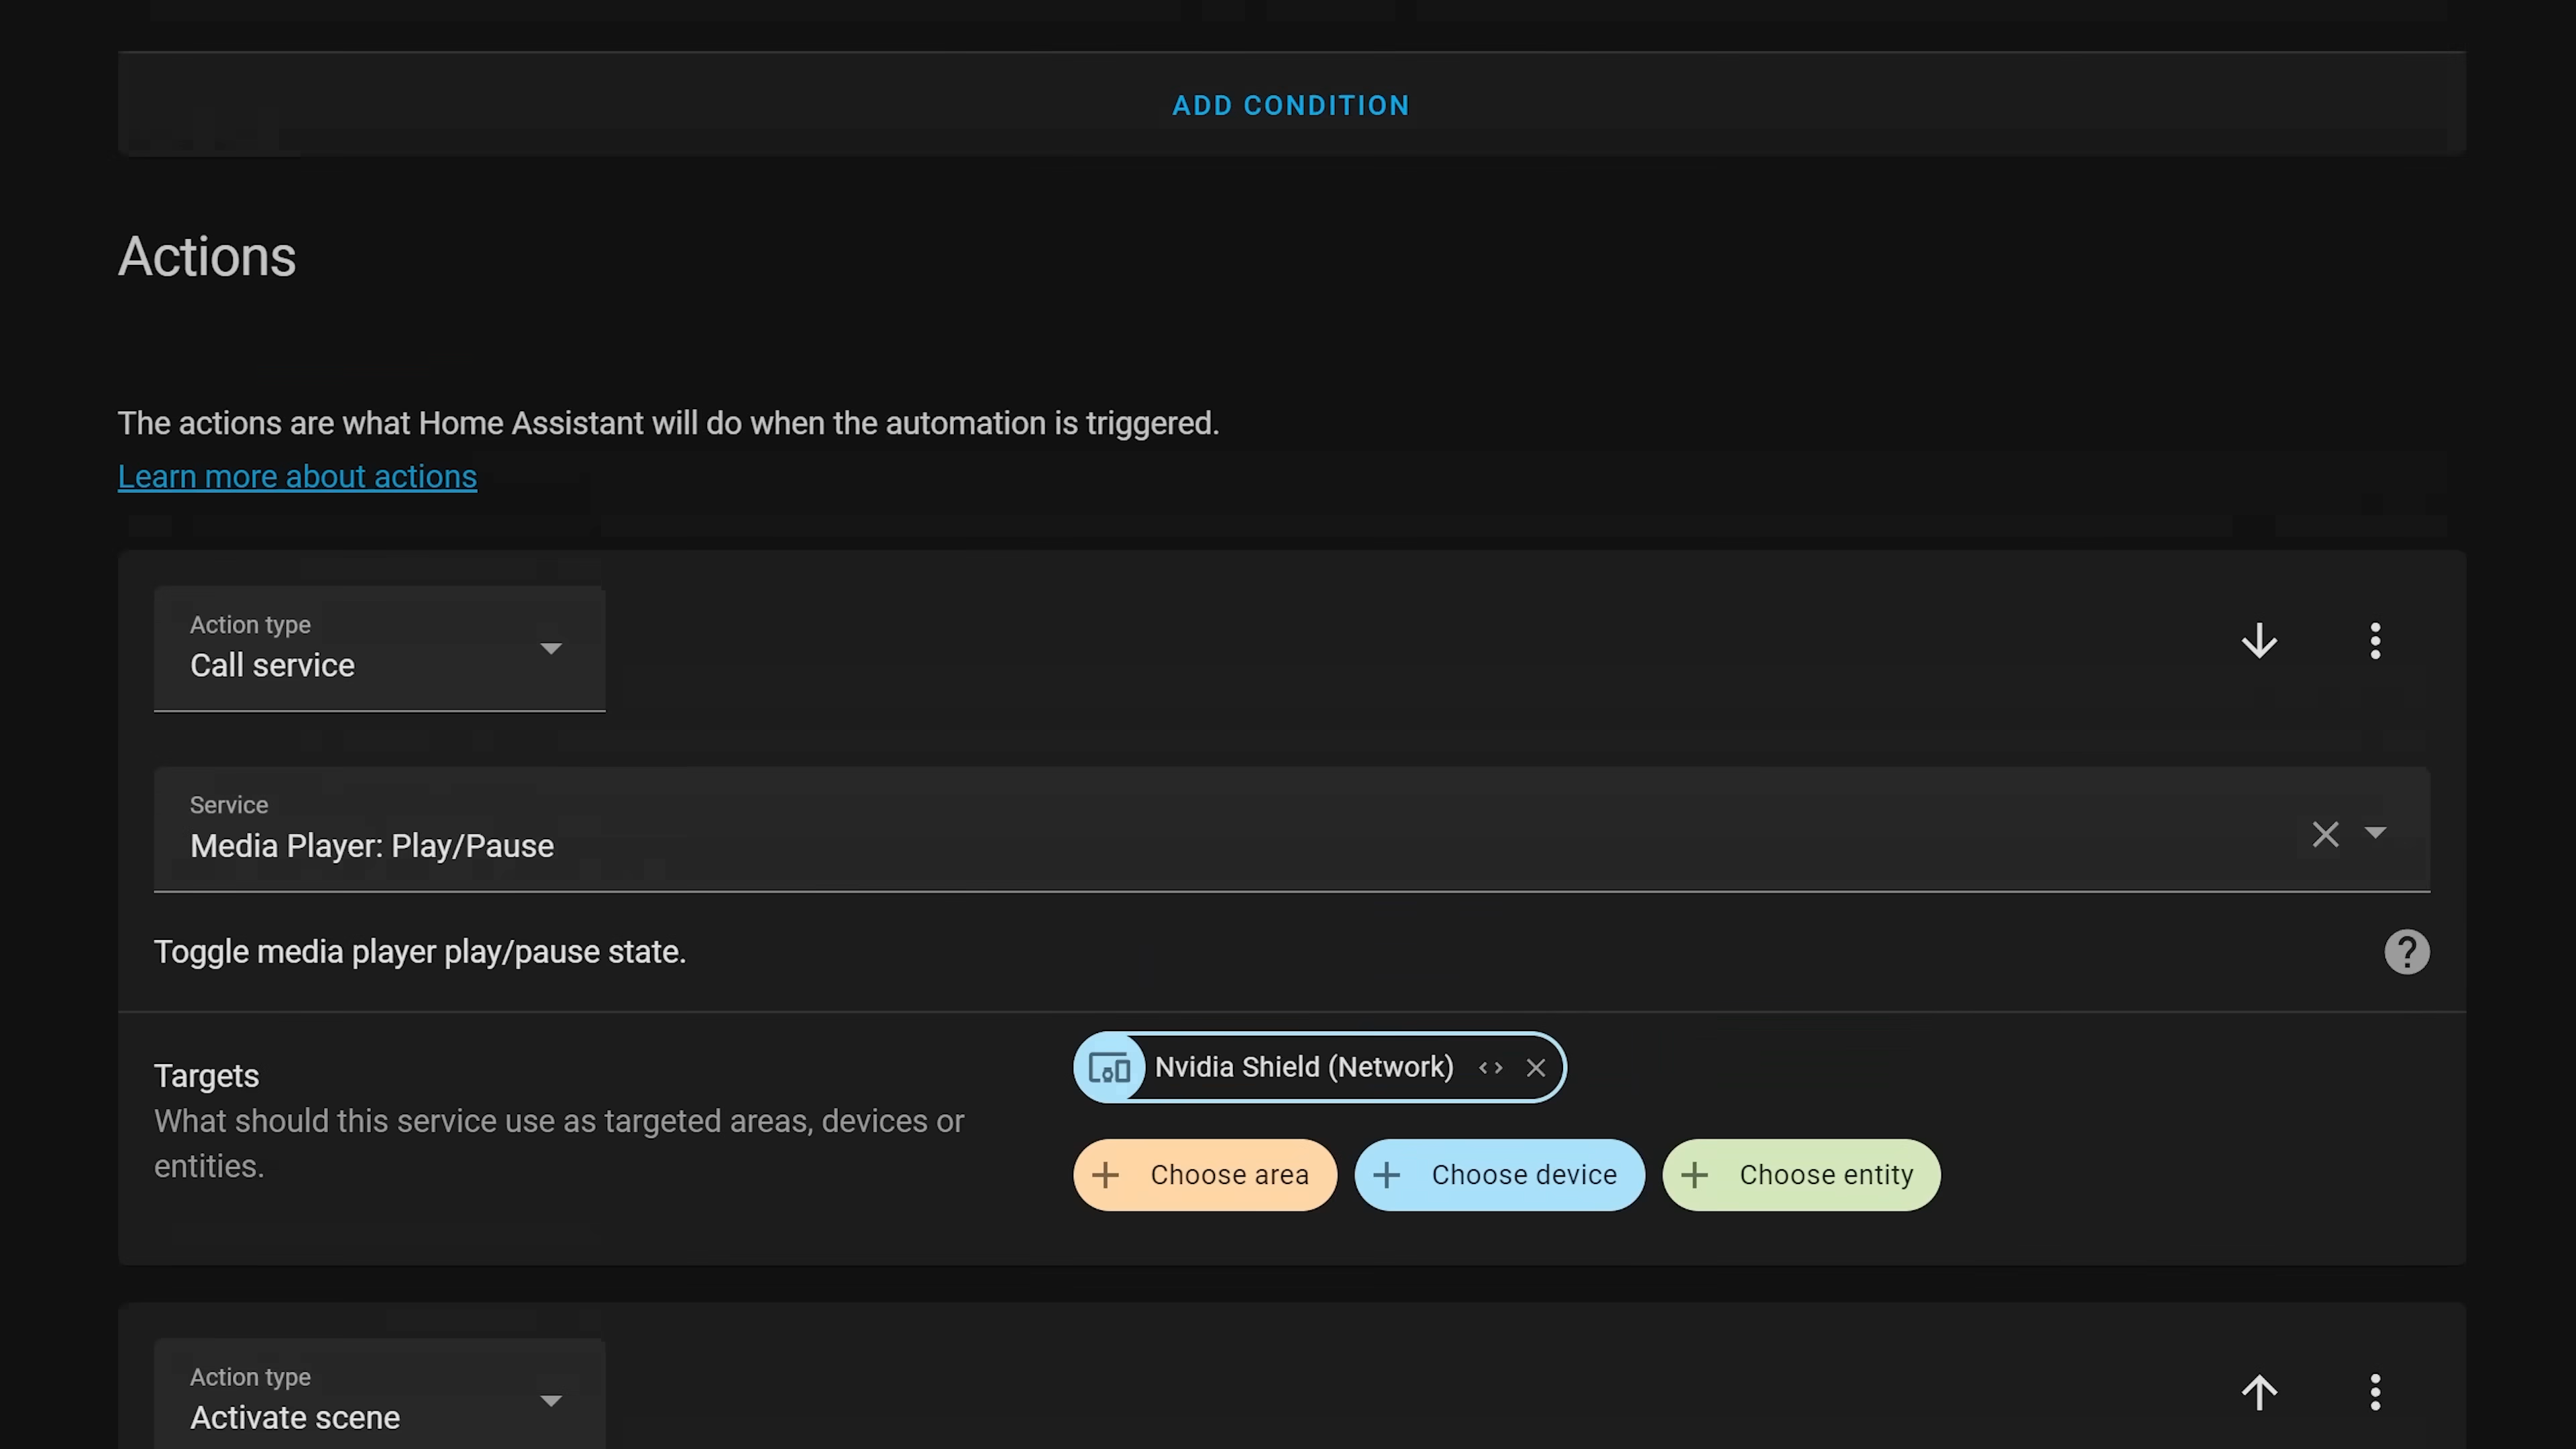 ADD CONDITION
Actions
The actions are what Home Assistant will do when the automation is triggered.
Learn more about actions
Action type
Call service
Service
Media Player: Play/Pause
Toggle media player play/pause state.
Targets
What should this service use as targeted areas, devices or
entities.
Nvidia Shield (Network)
Choose area
Choose device
Choose entity
Action type
Activate scene